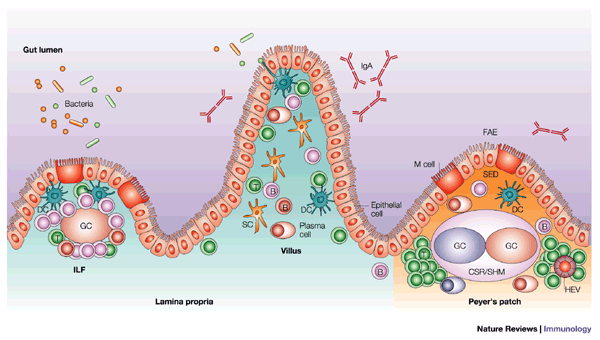 Gut lumen
Bacteria
IgA
FAE
M cell
SED
DC
DC
GC
T
ILF
T
B
B
SC
DC
Plasma
cell
Epithelial
cell
Villus
DC
B
GC
GC
CSR/SHM
HEV
B
Lamina propria
Peyer's patch
Nature Reviews | Immunology